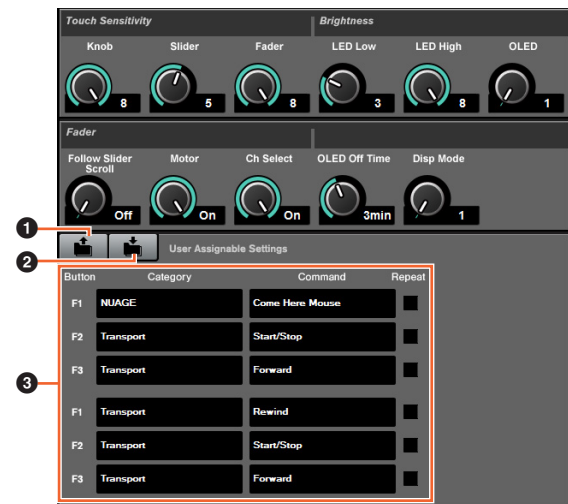 Touch Sensitivity Brightness
Knob Slider Fader LED Low LED High OLED
8 5 8 3 8 1
Fader
Follow Slider Scroll Motor Ch Select OLED Off Time Disp Mode
Off On On 3min 1
1
2
User Assignable Settings
Button Category Command Repeat
F1 NUAGE Come Here Mouse
F2 Transport Start/Stop
F3 Transport Forward
3
F1 Transport Rewind
F2 Transport Start/Stop
F3 Transport Forward